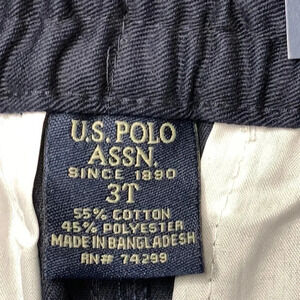 U.S. POLO
ASSN.
SINCE 1890
3T
55% COTTON
45% POLYESTER
MADE IN BANGLADESH
RN# 74299